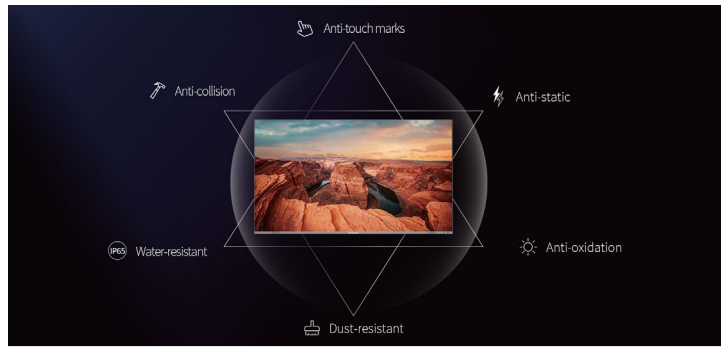 Anti-touch marks
Anti-collision
Anti-static
IP65 Water-resistant
Anti-oxidation
Dust-resistant